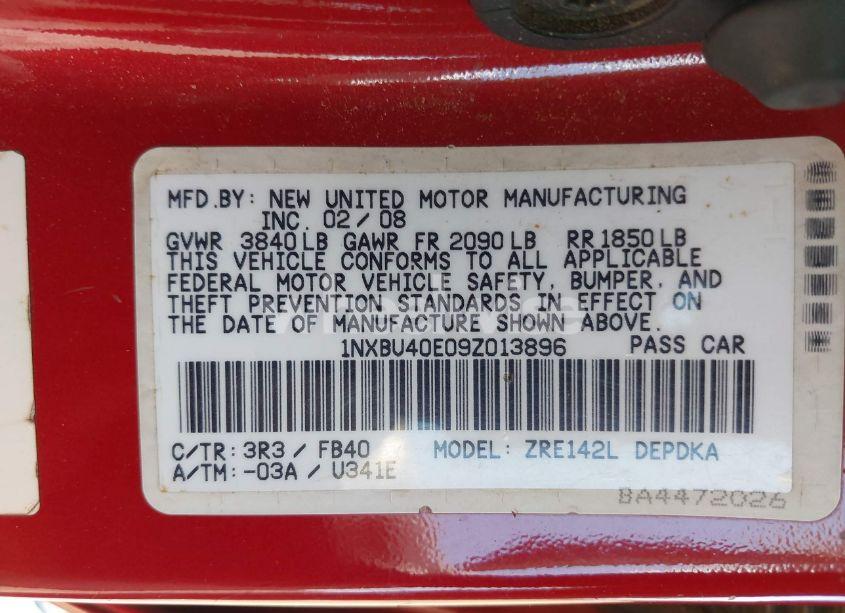 MFD.BY: NEW UNITED MOTOR MANUFACTURING
INC. 02/08
GVWR 3840LB GAWR FR 2090LB RR1850LB
THIS VEHICLE CONFORMS TO ALL APPLICABLE
FEDERAL MOTOR VEHICLE SAFETY, BUMPER, AND
THEFT PREVENTION STANDARDS IN EFFECT ON
THE DATE OF MANUFACTURE SHOWN ABOVE.
1NXBU40E09Z013896 PASS CAR
C/TR: 3R3 / FB40 MODEL: ZRE142L DEPDKA
A/TM: -03A / U341E
BA4472026